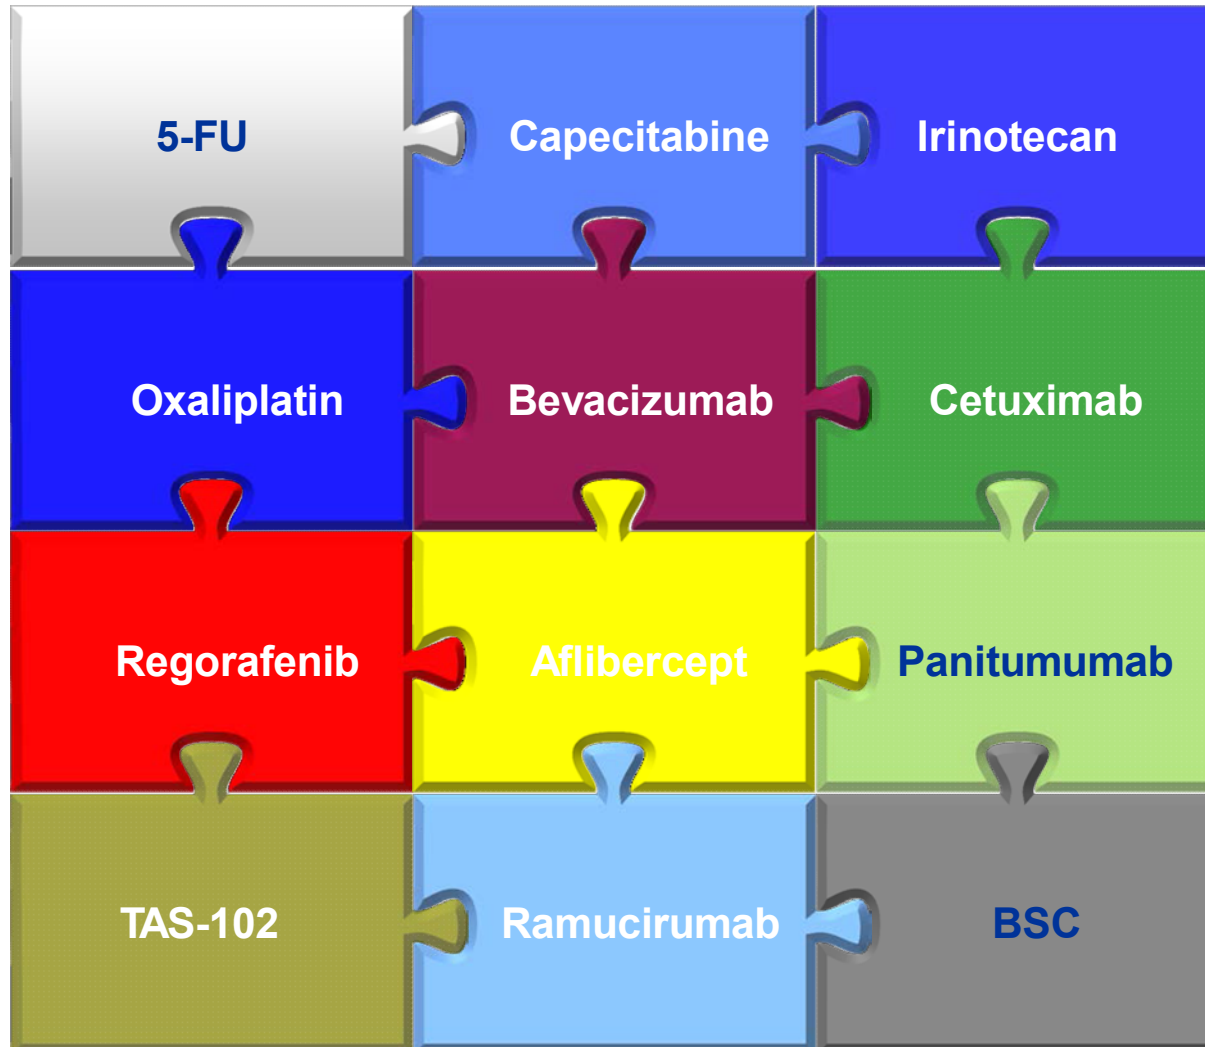 5-FU
Capecitabine
Irinotecan
Oxaliplatin
Bevacizumab
Cetuximab
Regorafenib
Aflibercept
Panitumumab
TAS-102
Ramucirumab
BSC